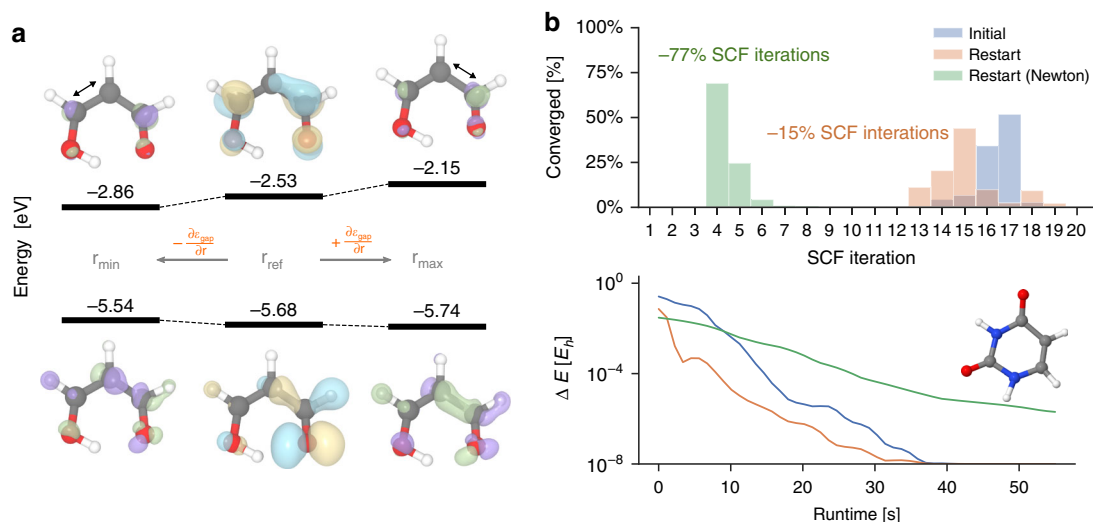 a
−2.86
−2.53
−2.15
Energy [eV]
− ∂ε_gap / ∂r
+ ∂ε_gap / ∂r
r_min
r_ref
r_max
−5.54
−5.68
−5.74
b
100%
75%
50%
25%
0%
Converged [%]
−77% SCF iterations
−15% SCF interations
Initial
Restart
Restart (Newton)
1 2 3 4 5 6 7 8 9 10 11 12 13 14 15 16 17 18 19 20
SCF iteration
10⁰
10⁻⁴
10⁻⁸
Δ E [E_h]
0 10 20 30 40 50
Runtime [s]